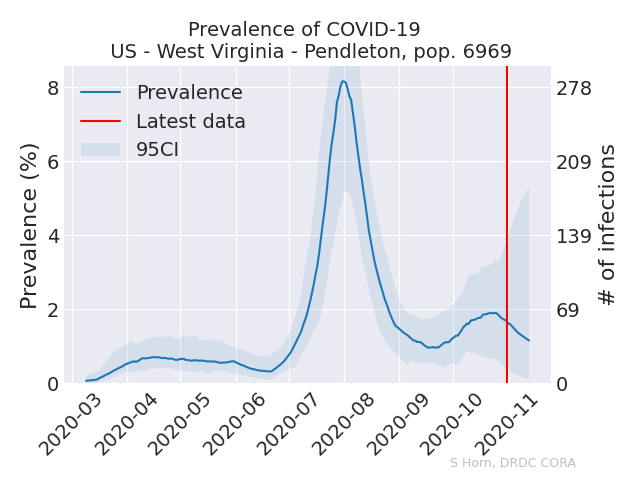 Prevalence of COVID-19
US - West Virginia - Pendleton, pop. 6969
Prevalence
Latest data
95CI
Prevalence (%)
8
6
4
2
0
278
209
139
69
0
# of infections
2020-03
2020-04
2020-05
2020-06
2020-07
2020-08
2020-09
2020-10
2020-11
S Horn, DRDC CORA